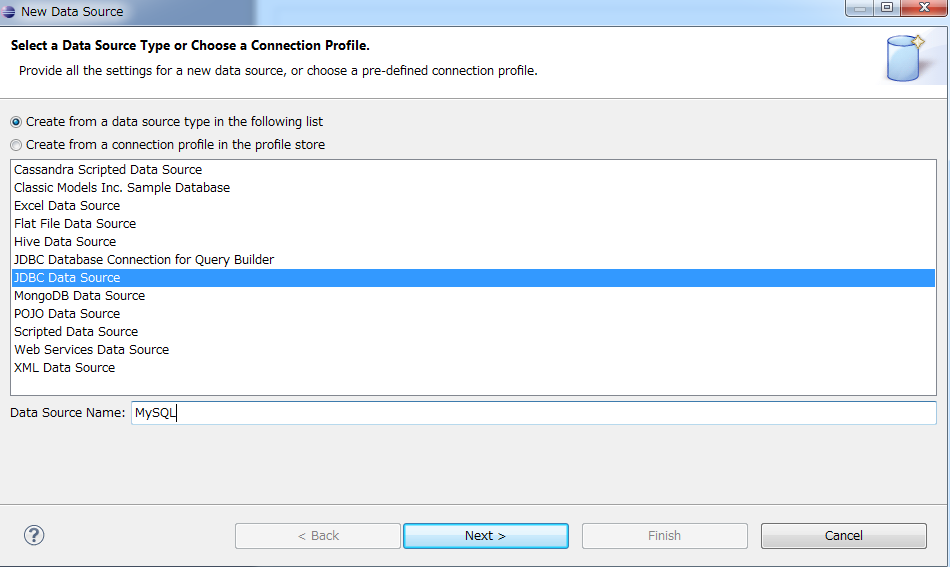 New Data Source
Select a Data Source Type or Choose a Connection Profile.
Provide all the settings for a new data source, or choose a pre-defined connection profile.
Create from a data source type in the following list
Create from a connection profile in the profile store
Cassandra Scripted Data Source
Classic Models Inc. Sample Database
Excel Data Source
Flat File Data Source
Hive Data Source
JDBC Database Connection for Query Builder
JDBC Data Source
MongoDB Data Source
POJO Data Source
Scripted Data Source
Web Services Data Source
XML Data Source
Data Source Name: MySQL
? < Back Next > Finish Cancel